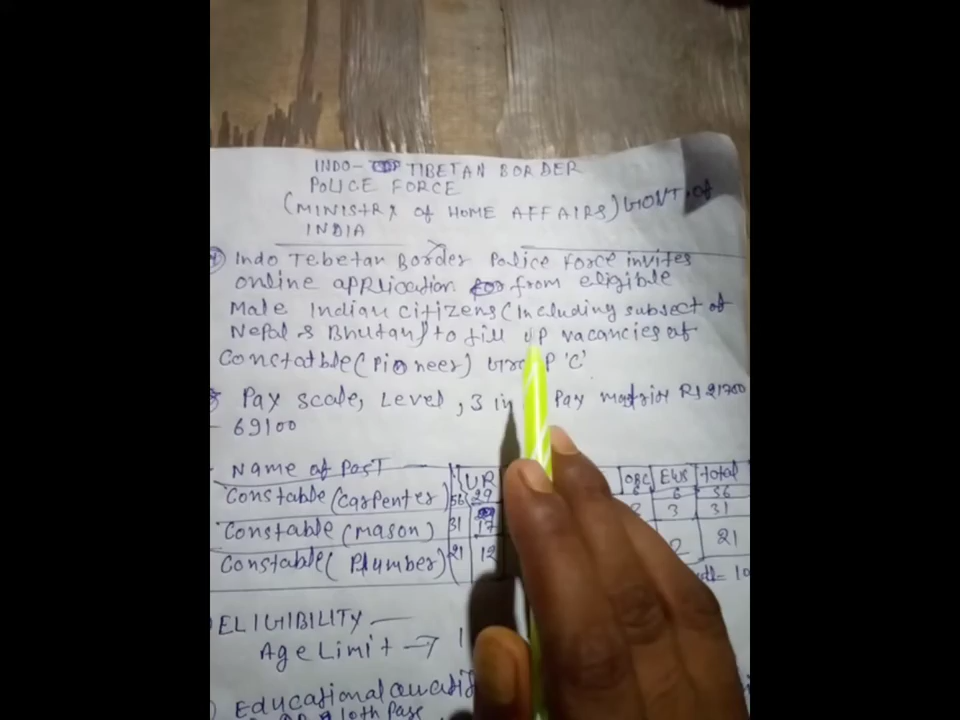 INDO- TIBETAN BORDER
POLICE FORCE
(MINISTRY of HOME AFFAIRS) GOVT. of
INDIA
Indo Tebetan Border Police Force invites
online application from eligible
Male Indian citizens (Including subsect of
Nepal & Bhutan) to fill up vacancies of
Constatble (Pioneer) GroP 'C'
Pay scale, Level, 3 in Pay matrix Rs 21700
69100
Name of Post UR OBC EWS total
Constable (Carpenter) 56 29 6 56
Constable (Mason) 31 17 3 31
Constable (Plumber) 21 12 2 21
ELIGIBILITY
Age Limit →
Educational
10th Pass